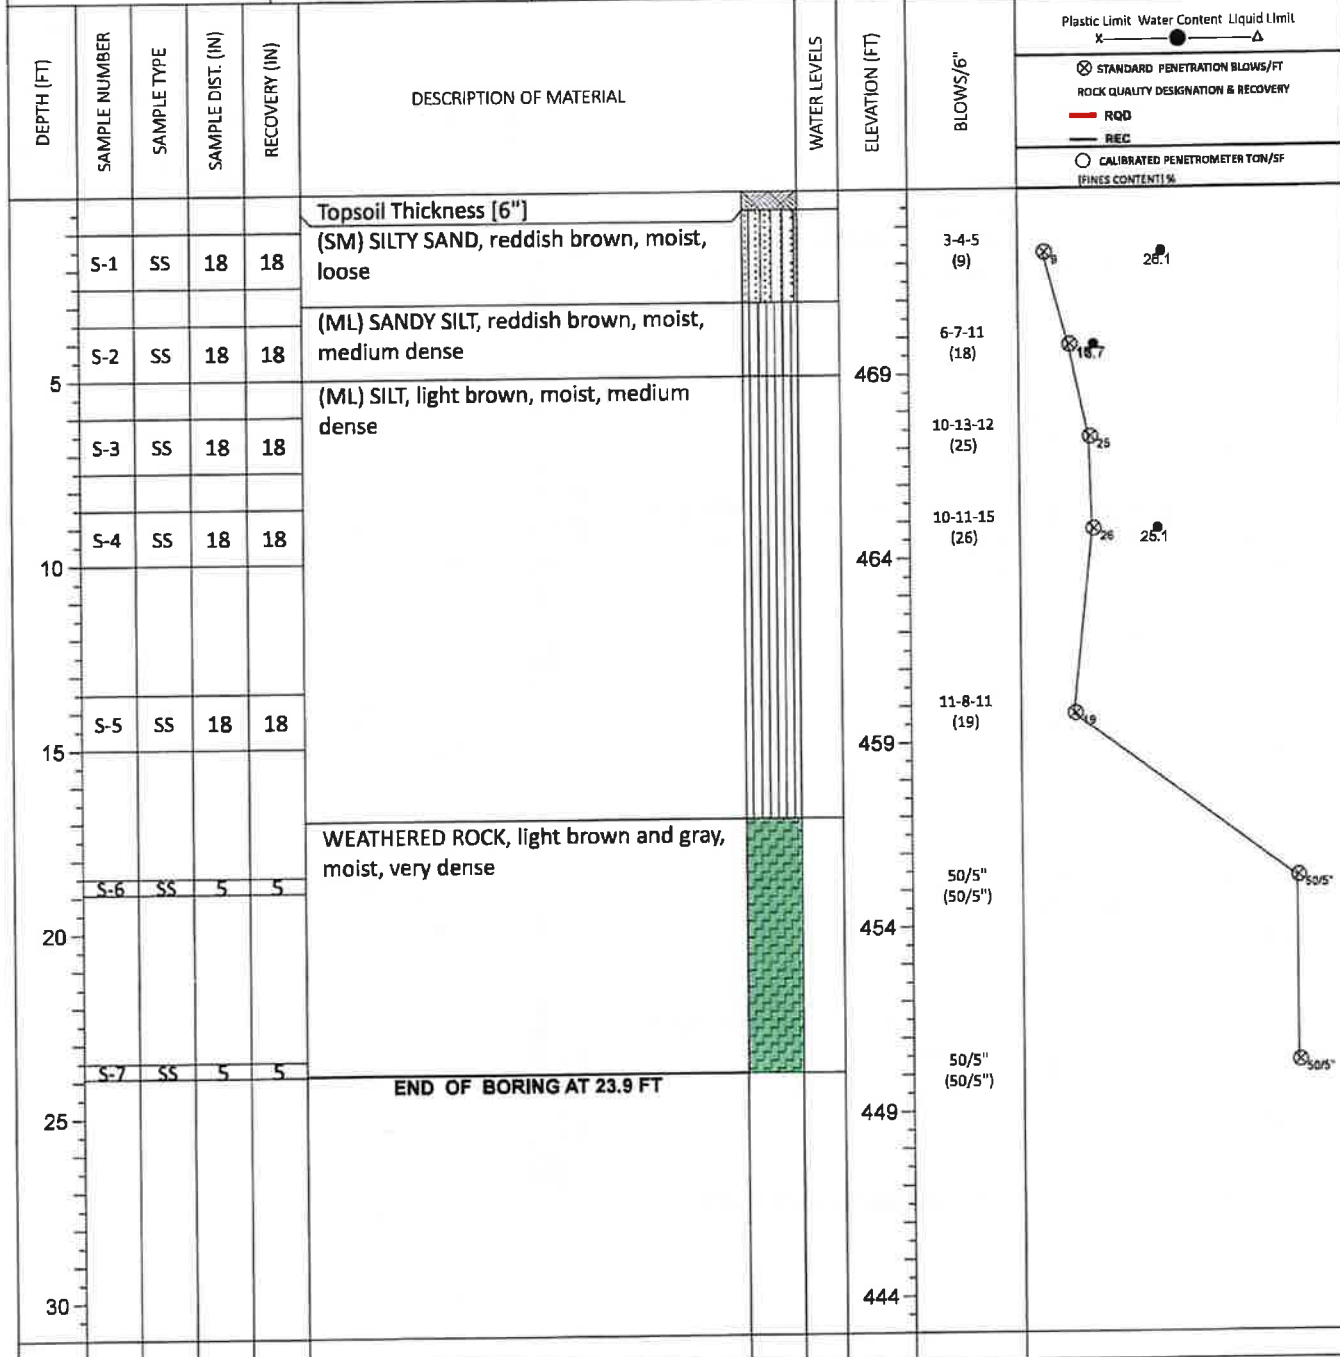 DEPTH (FT)
SAMPLE NUMBER
SAMPLE TYPE
SAMPLE DIST. (IN)
RECOVERY (IN)
DESCRIPTION OF MATERIAL
WATER LEVELS
ELEVATION (FT)
BLOWS/6"
Plastic Limit Water Content Liquid Limit
X Δ
STANDARD PENETRATION BLOWS/FT
ROCK QUALITY DESIGNATION & RECOVERY
RQD
REC
CALIBRATED PENETROMETER TON/SF
[FINES CONTENT] %
Topsoil Thickness [6"]
(SM) SILTY SAND, reddish brown, moist,
loose
S-1 SS 18 18
3-4-5
(9)
9 26.1
(ML) SANDY SILT, reddish brown, moist,
medium dense
S-2 SS 18 18
6-7-11
(18)
18.7
5 469
(ML) SILT, light brown, moist, medium
dense
S-3 SS 18 18
10-13-12
(25)
25
S-4 SS 18 18
10-11-15
(26)
26 25.1
10 464
S-5 SS 18 18
11-8-11
(19)
19
15 459
WEATHERED ROCK, light brown and gray,
moist, very dense
S-6 SS 5 5
50/5"
(50/5")
50/5"
20 454
S-7 SS 5 5
50/5"
(50/5")
50/5"
END OF BORING AT 23.9 FT
25 449
30 444